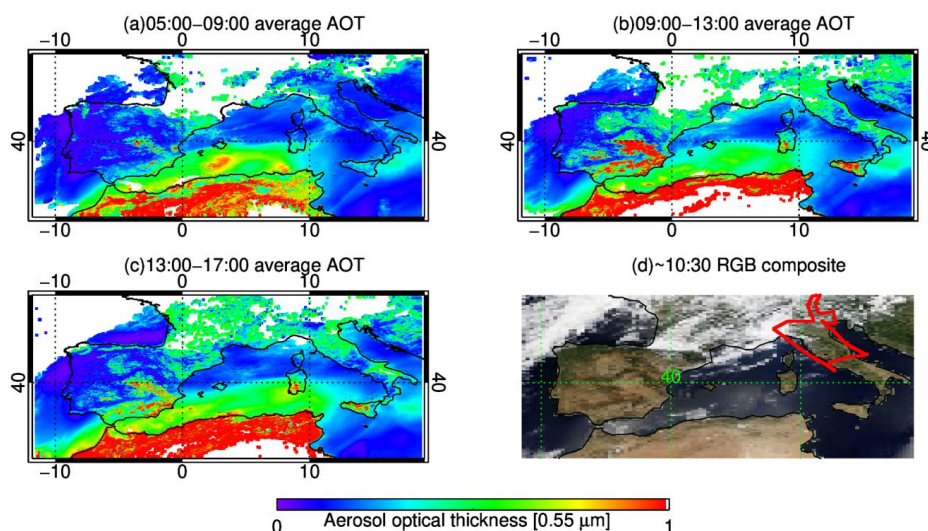 (a)05:00−09:00 average AOT
(b)09:00−13:00 average AOT
−10 0 10
−10 0 10
40 40
40 40
−10 0 10
−10 0 10
(c)13:00−17:00 average AOT
(d)~10:30 RGB composite
−10 0 10
40 40
40
−10 0 10
0 Aerosol optical thickness [0.55 μm] 1